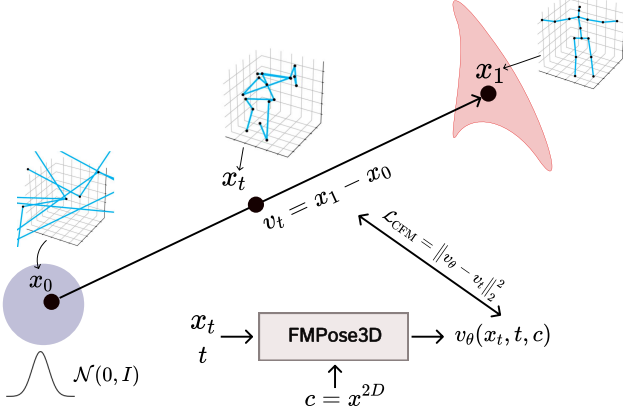 x_1
x_t
v_t = x_1 − x_0
x_0
ℒ_CFM = ‖v_θ − v_t‖_2^2
x_t
t
FMPose3D
v_θ(x_t, t, c)
𝒩(0, I)
c = x^{2D}